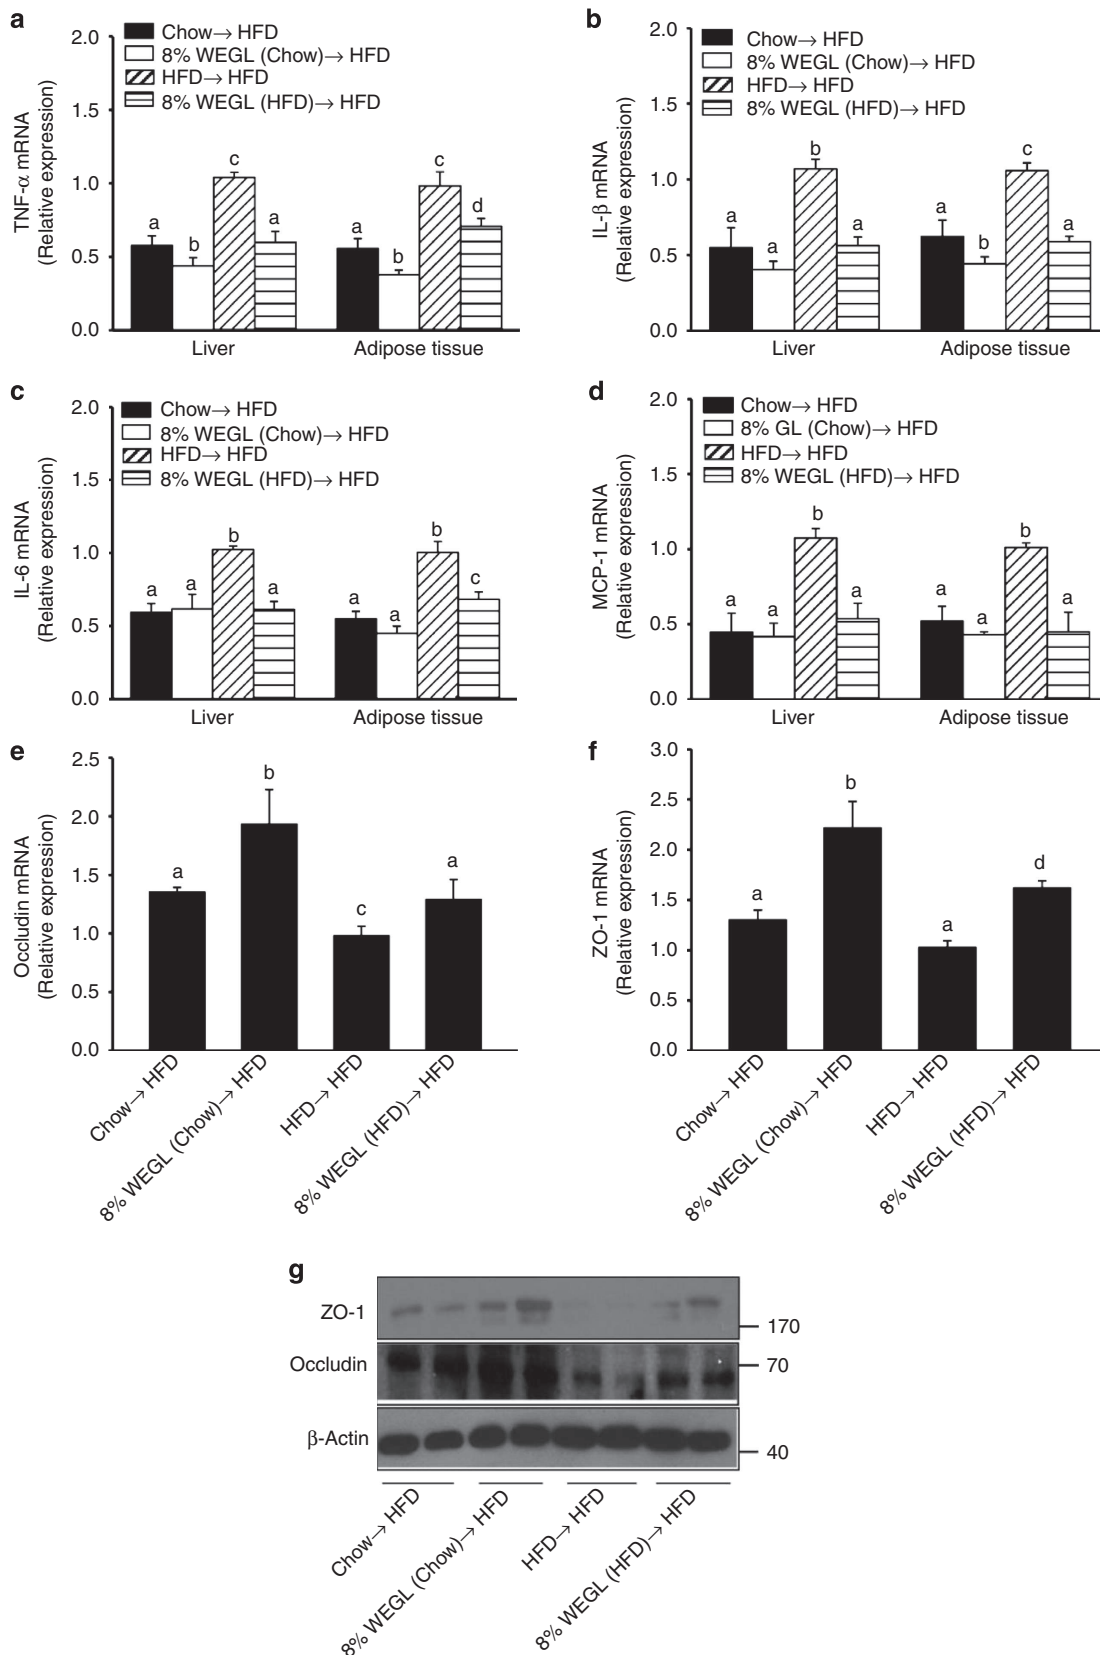 a
2.0
1.5
1.0
0.5
0.0
TNF-α mRNA
(Relative expression)
Chow→ HFD
8% WEGL (Chow)→ HFD
HFD→ HFD
8% WEGL (HFD)→ HFD
a
b
c
a
a
b
c
d
Liver
Adipose tissue
b
2.0
1.5
1.0
0.5
0.0
IL-β mRNA
(Relative expression)
Chow→ HFD
8% WEGL (Chow)→ HFD
HFD→ HFD
8% WEGL (HFD)→ HFD
a
a
b
a
a
b
c
a
Liver
Adipose tissue
c
2.0
1.5
1.0
0.5
0.0
IL-6 mRNA
(Relative expression)
Chow→ HFD
8% WEGL (Chow)→ HFD
HFD→ HFD
8% WEGL (HFD)→ HFD
a
a
b
a
a
a
b
c
Liver
Adipose tissue
d
2.0
1.5
1.0
0.5
0.0
MCP-1 mRNA
(Relative expression)
Chow→ HFD
8% GL (Chow)→ HFD
HFD→ HFD
8% WEGL (HFD)→ HFD
a
a
b
a
a
a
b
a
Liver
Adipose tissue
e
2.5
2.0
1.5
1.0
0.5
0.0
Occludin mRNA
(Relative expression)
a
b
c
a
Chow→ HFD
8% WEGL (Chow)→ HFD
HFD→ HFD
8% WEGL (HFD)→ HFD
f
3.0
2.5
2.0
1.5
1.0
0.5
0.0
ZO-1 mRNA
(Relative expression)
a
b
a
d
Chow→ HFD
8% WEGL (Chow)→ HFD
HFD→ HFD
8% WEGL (HFD)→ HFD
g
ZO-1
170
Occludin
70
β-Actin
40
Chow→ HFD
8% WEGL (Chow)→ HFD
HFD→ HFD
8% WEGL (HFD)→ HFD